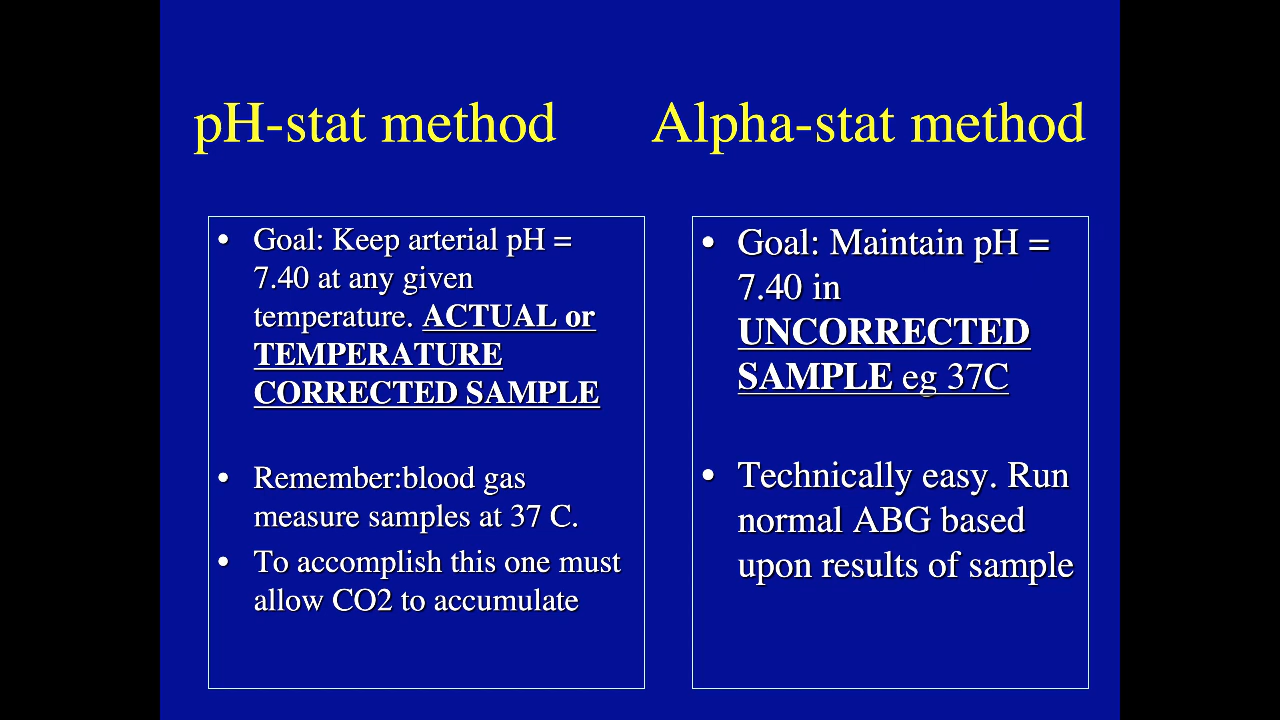 pH-stat method
Alpha-stat method
• Goal: Keep arterial pH =
7.40 at any given
temperature. ACTUAL or
TEMPERATURE
CORRECTED SAMPLE
• Remember:blood gas
measure samples at 37 C.
• To accomplish this one must
allow CO2 to accumulate
• Goal: Maintain pH =
7.40 in
UNCORRECTED
SAMPLE eg 37C
• Technically easy. Run
normal ABG based
upon results of sample